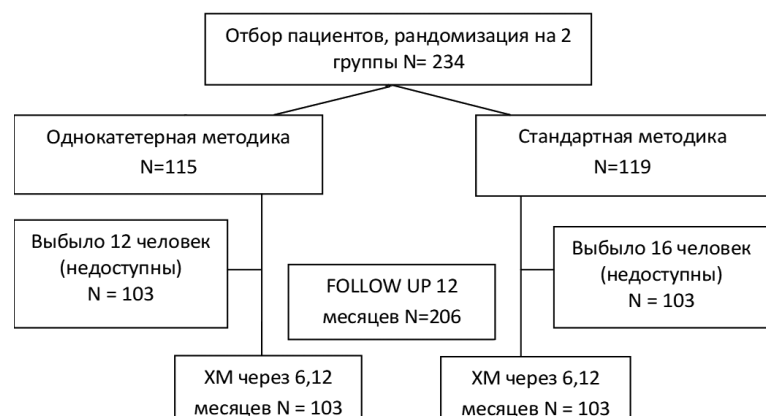 Отбор пациентов, рандомизация на 2
группы N= 234
Однокатетерная методика
N=115
Стандартная методика
N=119
Выбыло 12 человек
(недоступны)
N = 103
FOLLOW UP 12
месяцев N=206
Выбыло 16 человек
(недоступны)
N = 103
ХМ через 6,12
месяцев N = 103
ХМ через 6,12
месяцев N = 103